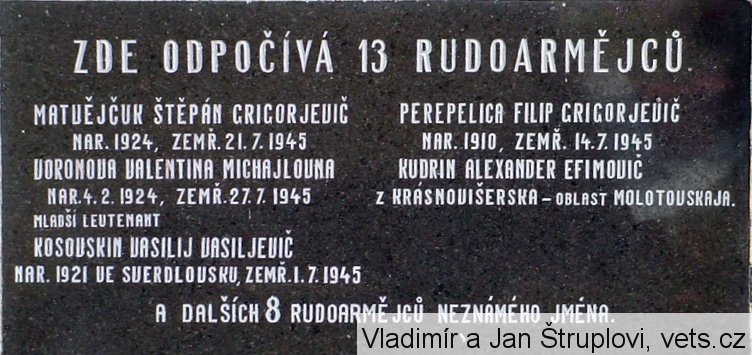 ZDE ODPOČÍVÁ 13 RUDOARMĚJCŮ
MATVĚJČUK ŠTĚPÁN GRIGORJEVIČ
NAR. 1924, ZEMŘ. 21. 7. 1945
VORONOVA VALENTINA MICHAJLOVNA
NAR. 4. 2. 1924, ZEMŘ. 27. 7. 1945
MLADŠÍ LEUTENANT
KOSOVSKIN VASILIJ VASILJEVIČ
NAR. 1921 VE SVERDLOVSKU, ZEMŘ. 1. 7. 1945
PEREPELICA FILIP GRIGORJEVIČ
NAR. 1910, ZEMŘ. 14. 7. 1945
KUDRIN ALEXANDER EFIMOVIČ
Z KRÁSNOVIŠERSKA – OBLAST MOLOTOVSKAJA.
A DALŠÍCH 8 RUDOARMĚJCŮ NEZNÁMÉHO JMÉNA.
Vladimír a Jan Štruplovi, vets.cz